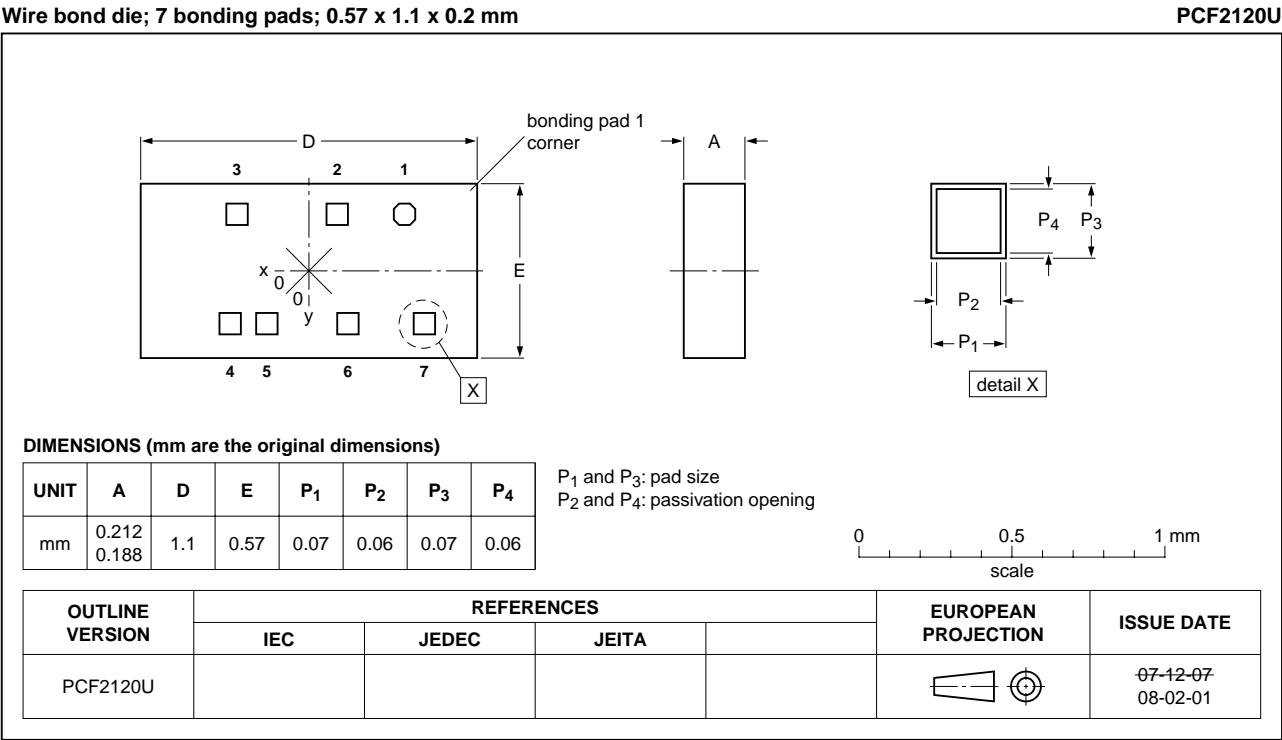 Wire bond die; 7 bonding pads; 0.57 x 1.1 x 0.2 mm PCF2120U
bonding pad 1
corner
D
A
3 2 1
P4 P3
x
0
0
y
E
P2
P1
4 5 6 7
X
detail X
DIMENSIONS (mm are the original dimensions)
UNIT A D E P1 P2 P3 P4
mm 0.212 0.188 1.1 0.57 0.07 0.06 0.07 0.06
P1 and P3: pad size
P2 and P4: passivation opening
0 0.5 1 mm
scale
OUTLINE VERSION REFERENCES EUROPEAN PROJECTION ISSUE DATE
IEC JEDEC JEITA
PCF2120U 07-12-07
08-02-01